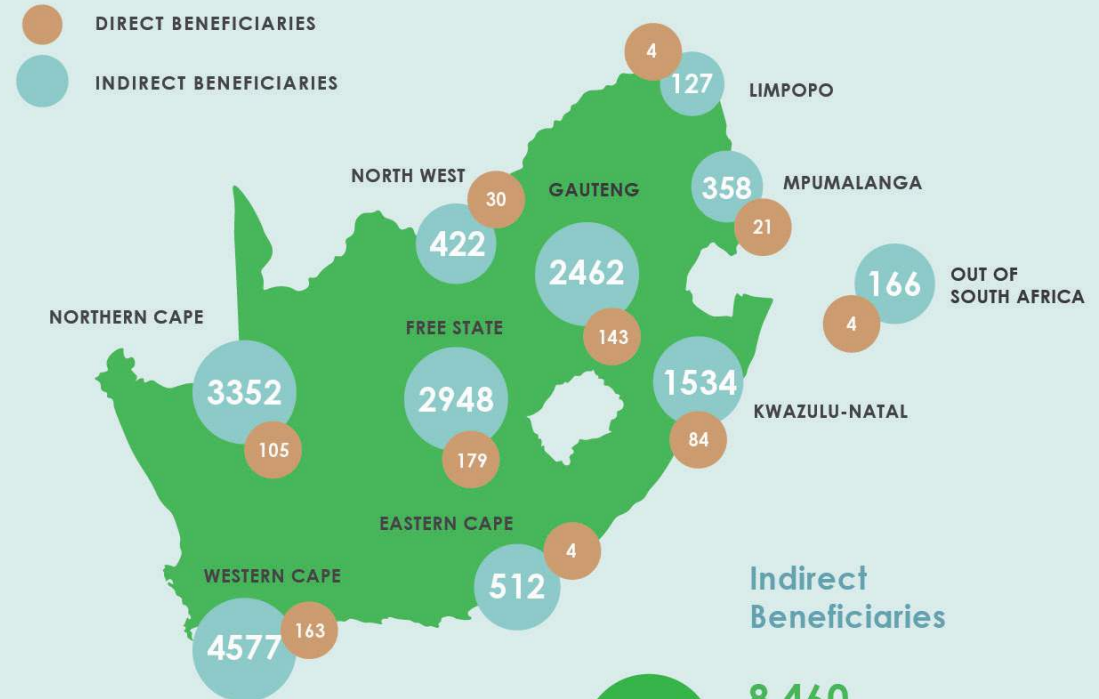 DIRECT BENEFICIARIES
INDIRECT BENEFICIARIES
4
127
LIMPOPO
NORTH WEST
30
422
GAUTENG
2462
143
358
MPUMALANGA
21
166
OUT OF
SOUTH AFRICA
4
NORTHERN CAPE
3352
105
FREE STATE
2948
179
1534
KWAZULU-NATAL
84
EASTERN CAPE
4
512
WESTERN CAPE
4577
163
Indirect
Beneficiaries
8 460